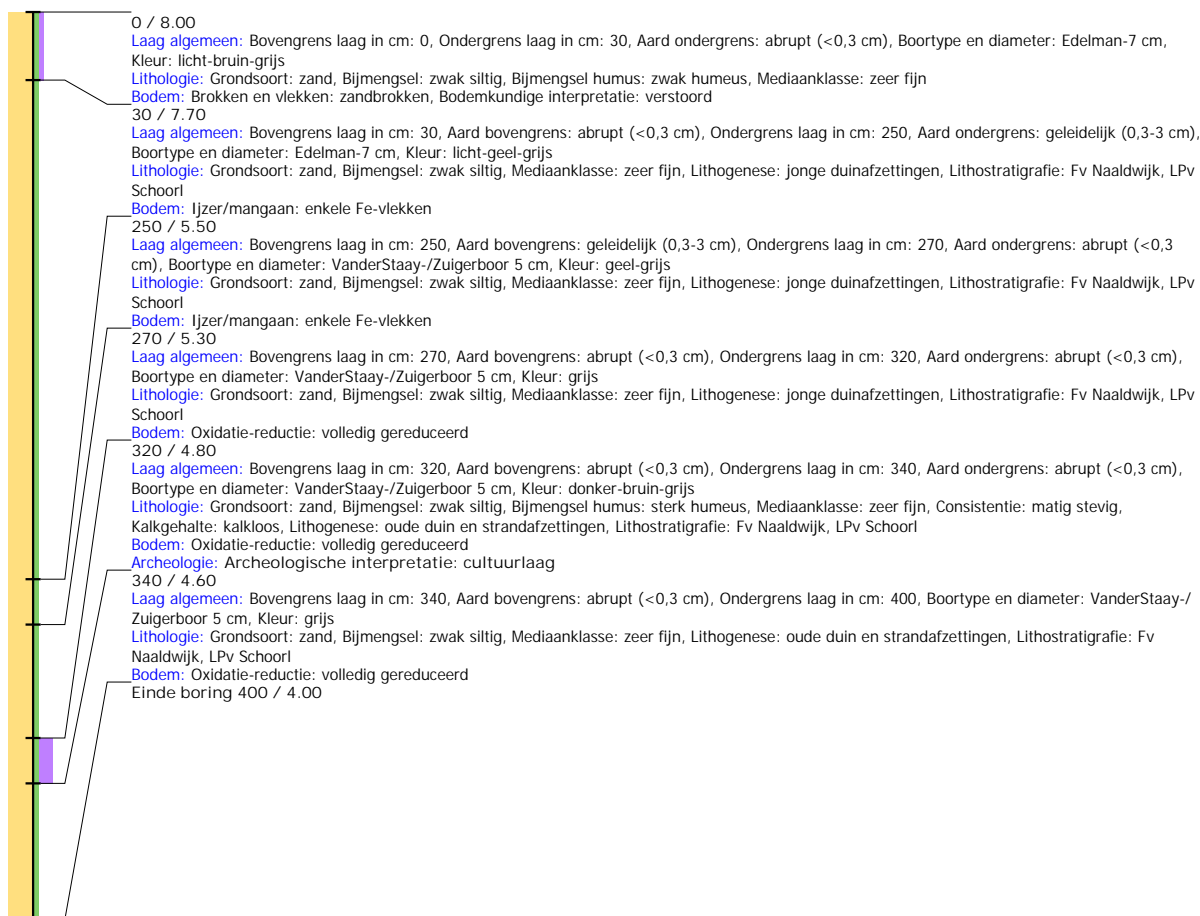 0 / 8.00
Laag algemeen: Bovengrens laag in cm: 0, Ondergrens laag in cm: 30, Aard ondergrens: abrupt (<0,3 cm), Boortype en diameter: Edelman-7 cm,
Kleur: licht-bruin-grijs
Lithologie: Grondsoort: zand, Bijmengsel: zwak siltig, Bijmengsel humus: zwak humeus, Mediaanklasse: zeer fijn
Bodem: Brokken en vlekken: zandbrokken, Bodemkundige interpretatie: verstoord
30 / 7.70
Laag algemeen: Bovengrens laag in cm: 30, Aard bovengrens: abrupt (<0,3 cm), Ondergrens laag in cm: 250, Aard ondergrens: geleidelijk (0,3-3 cm),
Boortype en diameter: Edelman-7 cm, Kleur: licht-geel-grijs
Lithologie: Grondsoort: zand, Bijmengsel: zwak siltig, Mediaanklasse: zeer fijn, Lithogenese: jonge duinafzettingen, Lithostratigrafie: Fv Naaldwijk, LPv
Schoorl
Bodem: Ijzer/mangaan: enkele Fe-vlekken
250 / 5.50
Laag algemeen: Bovengrens laag in cm: 250, Aard bovengrens: geleidelijk (0,3-3 cm), Ondergrens laag in cm: 270, Aard ondergrens: abrupt (<0,3
cm), Boortype en diameter: VanderStaay-/Zuigerboor 5 cm, Kleur: geel-grijs
Lithologie: Grondsoort: zand, Bijmengsel: zwak siltig, Mediaanklasse: zeer fijn, Lithogenese: jonge duinafzettingen, Lithostratigrafie: Fv Naaldwijk, LPv
Schoorl
Bodem: Ijzer/mangaan: enkele Fe-vlekken
270 / 5.30
Laag algemeen: Bovengrens laag in cm: 270, Aard bovengrens: abrupt (<0,3 cm), Ondergrens laag in cm: 320, Aard ondergrens: abrupt (<0,3 cm),
Boortype en diameter: VanderStaay-/Zuigerboor 5 cm, Kleur: grijs
Lithologie: Grondsoort: zand, Bijmengsel: zwak siltig, Mediaanklasse: zeer fijn, Lithogenese: jonge duinafzettingen, Lithostratigrafie: Fv Naaldwijk, LPv
Schoorl
Bodem: Oxidatie-reductie: volledig gereduceerd
320 / 4.80
Laag algemeen: Bovengrens laag in cm: 320, Aard bovengrens: abrupt (<0,3 cm), Ondergrens laag in cm: 340, Aard ondergrens: abrupt (<0,3 cm),
Boortype en diameter: VanderStaay-/Zuigerboor 5 cm, Kleur: donker-bruin-grijs
Lithologie: Grondsoort: zand, Bijmengsel: zwak siltig, Bijmengsel humus: sterk humeus, Mediaanklasse: zeer fijn, Consistentie: matig stevig,
Kalkgehalte: kalkloos, Lithogenese: oude duin en strandafzettingen, Lithostratigrafie: Fv Naaldwijk, LPv Schoorl
Bodem: Oxidatie-reductie: volledig gereduceerd
Archeologie: Archeologische interpretatie: cultuurlaag
340 / 4.60
Laag algemeen: Bovengrens laag in cm: 340, Aard bovengrens: abrupt (<0,3 cm), Ondergrens laag in cm: 400, Boortype en diameter: VanderStaay-/
Zuigerboor 5 cm, Kleur: grijs
Lithologie: Grondsoort: zand, Bijmengsel: zwak siltig, Mediaanklasse: zeer fijn, Lithogenese: oude duin en strandafzettingen, Lithostratigrafie: Fv
Naaldwijk, LPv Schoorl
Bodem: Oxidatie-reductie: volledig gereduceerd
Einde boring 400 / 4.00